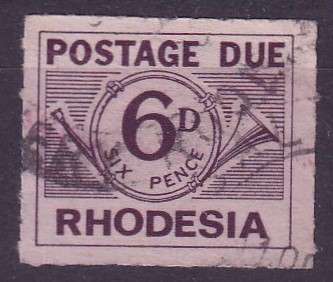 POSTAGE DUE
6D
SIX PENCE
RHODESIA